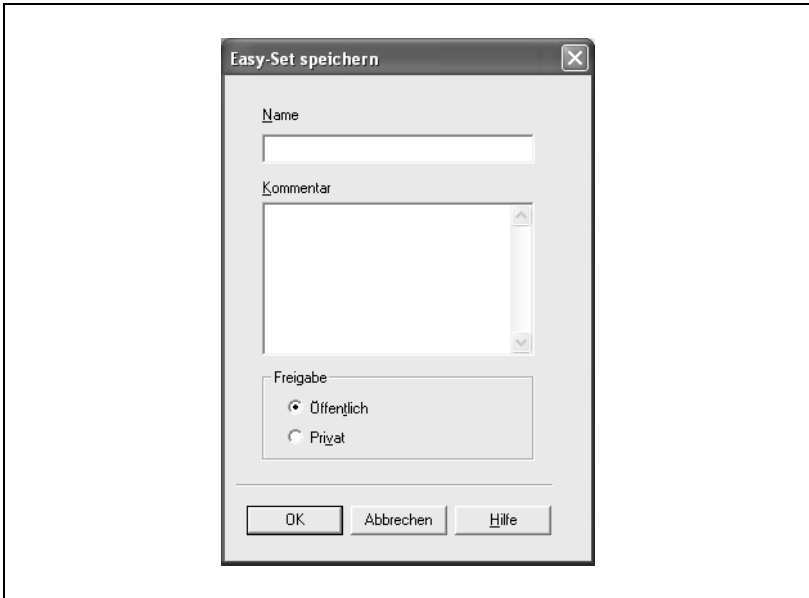 Easy-Set speichern
Name
Kommentar
Freigabe
Öffentlich
Privat
OK Abbrechen Hilfe